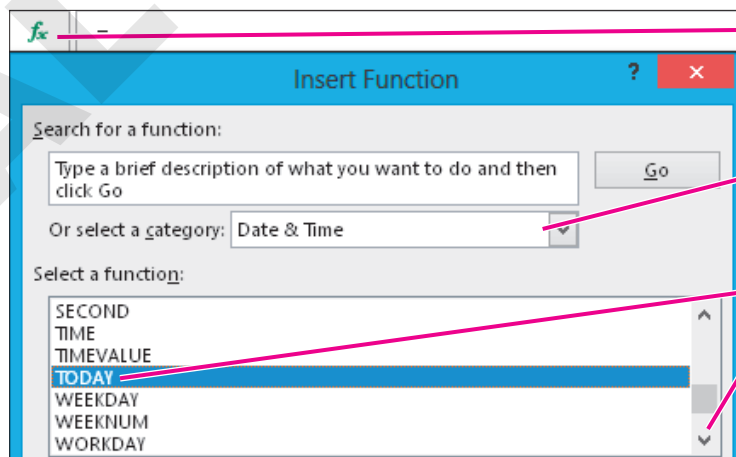 fx =
Insert Function ? ×
Search for a function:
Type a brief description of what you want to do and then
click Go
Go
Or select a category: Date & Time
Select a function:
SECOND
TIME
TIMEVALUE
TODAY
WEEKDAY
WEEKNUM
WORKDAY